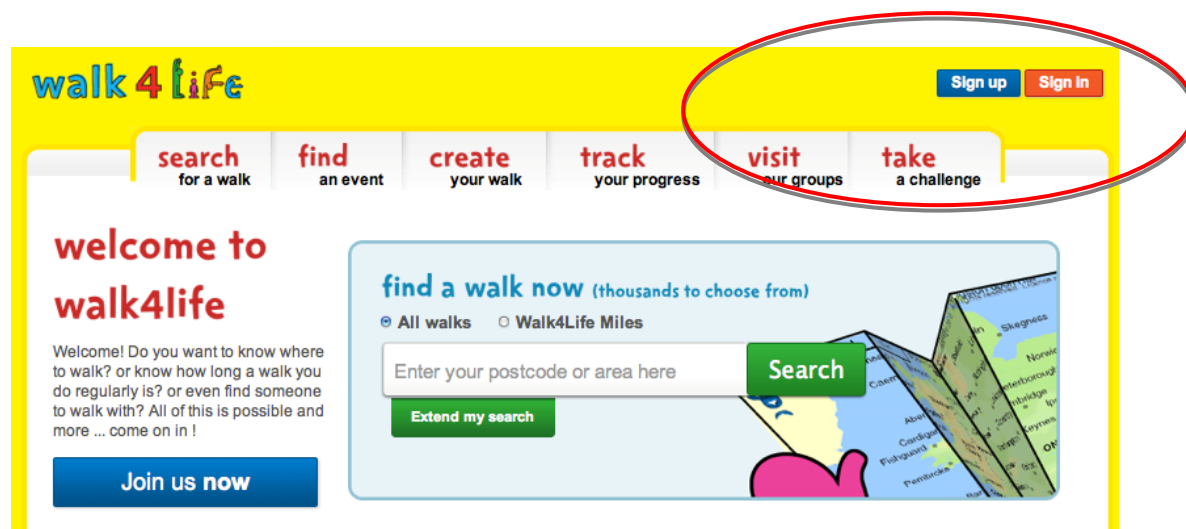 walk 4 life
Sign up
Sign in
search
for a walk
find
an event
create
your walk
track
your progress
visit
our groups
take
a challenge
welcome to
walk4life
Welcome! Do you want to know where
to walk? or know how long a walk you
do regularly is? or even find someone
to walk with? All of this is possible and
more ... come on in !
Join us now
find a walk now (thousands to choose from)
All walks
Walk4Life Miles
Enter your postcode or area here
Search
Extend my search
Skegness
Cardigan
Fishguard
Pembroke